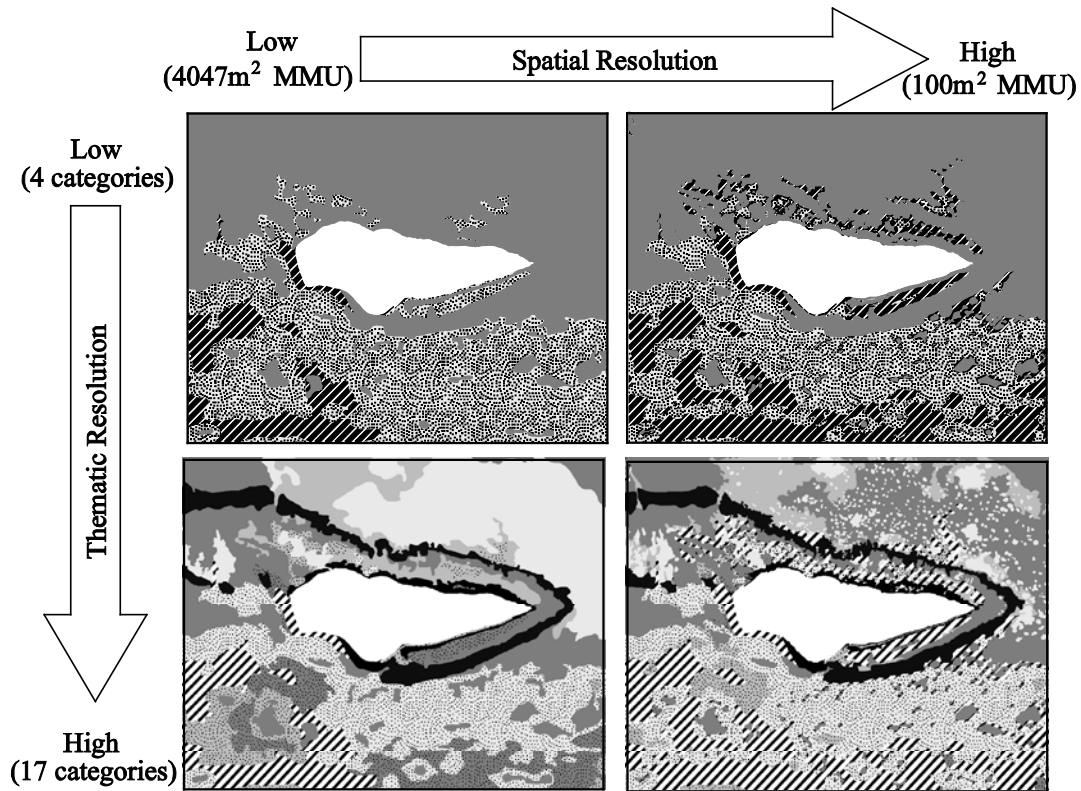 Low
(4047m² MMU)
Spatial Resolution
High
(100m² MMU)
Low
(4 categories)
Thematic Resolution
High
(17 categories)